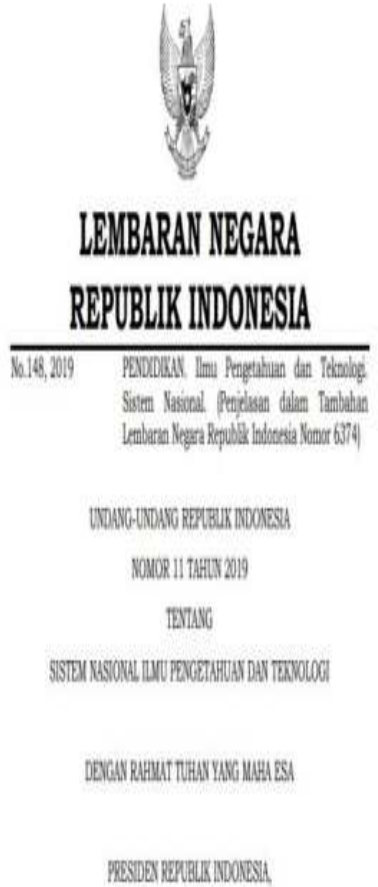 LEMBARAN NEGARA
REPUBLIK INDONESIA
No.148, 2019
PENDIDIKAN. Ilmu Pengetahuan dan Teknologi.
Sistem Nasional. (Penjelasan dalam Tambahan
Lembaran Negara Republik Indonesia Nomor 6374)
UNDANG-UNDANG REPUBLIK INDONESIA
NOMOR 11 TAHUN 2019
TENTANG
SISTEM NASIONAL ILMU PENGETAHUAN DAN TEKNOLOGI
DENGAN RAHMAT TUHAN YANG MAHA ESA
PRESIDEN REPUBLIK INDONESIA,